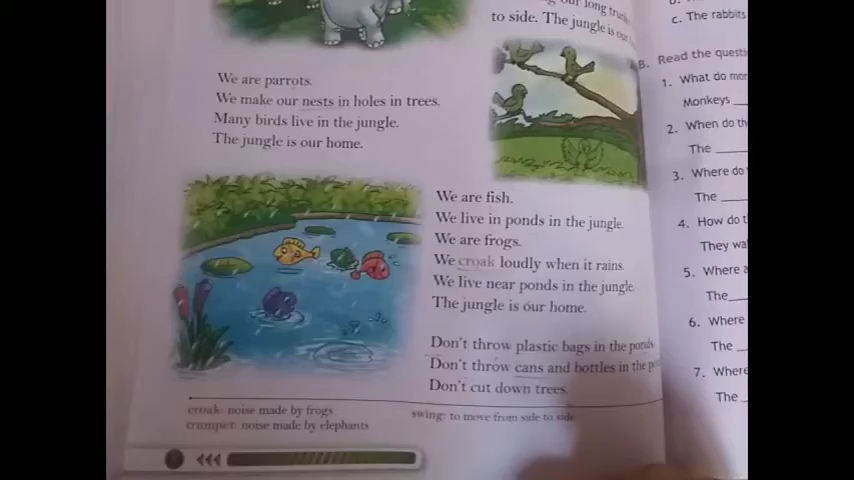 our long
to side. The jungle is our
We are parrots.
We make our nests in holes in trees.
Many birds live in the jungle.
The jungle is our home.
We are fish.
We live in ponds in the jungle.
We are frogs.
We croak loudly when it rains.
We live near ponds in the jungle.
The jungle is our home.
Don't throw plastic bags in the ponds
Don't throw cans and bottles in the
Don't cut down trees.
croak: noise made by frogs
trumpet: noise made by elephants
swing: to move from side to side
c. The rabbits
B. Read the
1. What do
Monkeys
2. When do
The
3. Where do
The
4. How do
They
5. Where
The
6. Where
The
7. Where
The